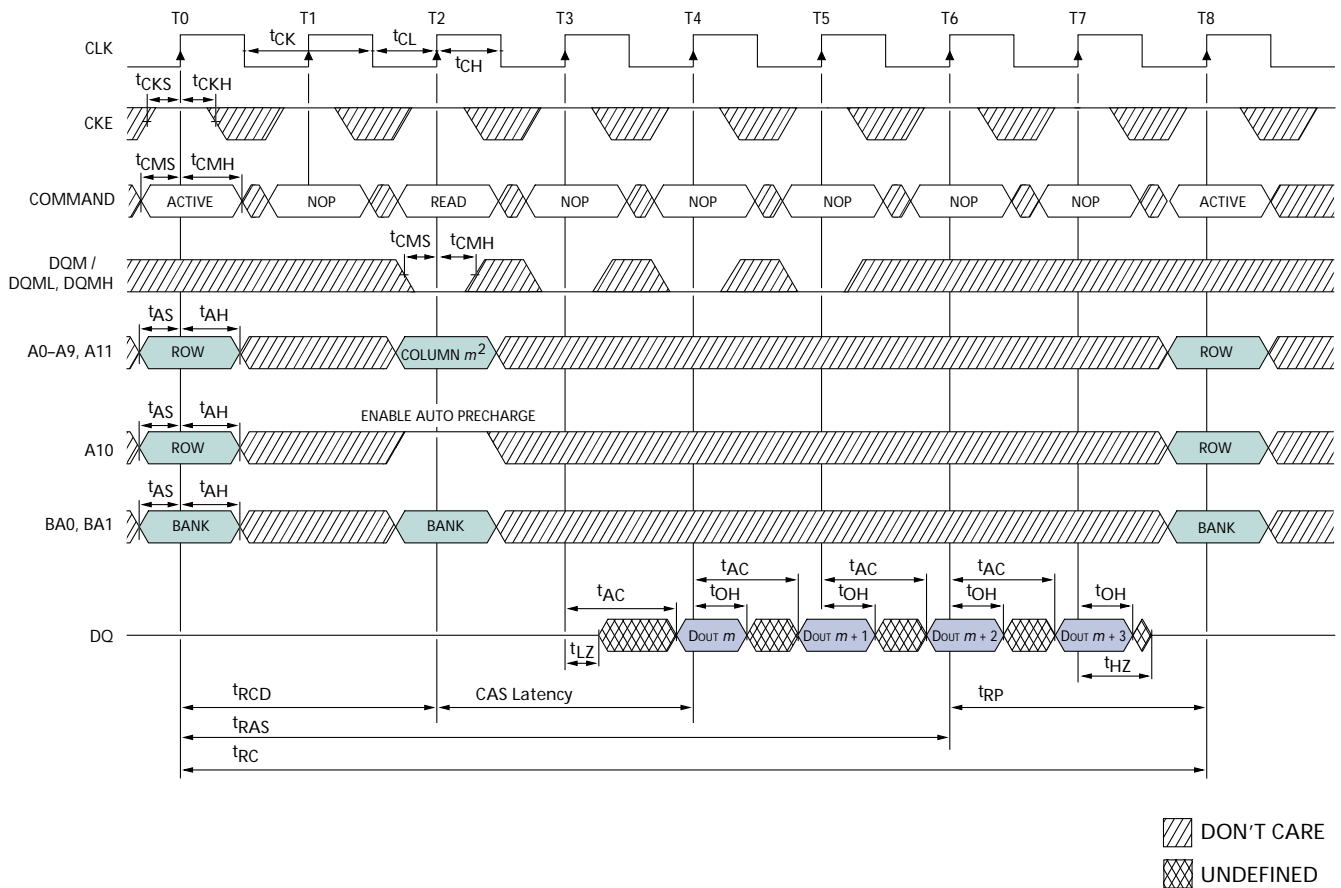 T0 T1 T2 T3 T4 T5 T6 T7 T8
CLK
tCK tCL
tCH
tCKS tCKH
CKE
tCMS tCMH
COMMAND ACTIVE NOP READ NOP NOP NOP NOP NOP ACTIVE
tCMS tCMH
DQM /
DQML, DQMH
tAS tAH
A0–A9, A11 ROW COLUMN m2 ROW
tAS tAH ENABLE AUTO PRECHARGE
A10 ROW ROW
tAS tAH
BA0, BA1 BANK BANK BANK
tAC tAC tAC tAC
tOH tOH tOH tOH
DQ DOUT m DOUT m + 1 DOUT m + 2 DOUT m + 3
tLZ tHZ
tRCD CAS Latency tRP
tRAS
tRC
DON'T CARE
UNDEFINED